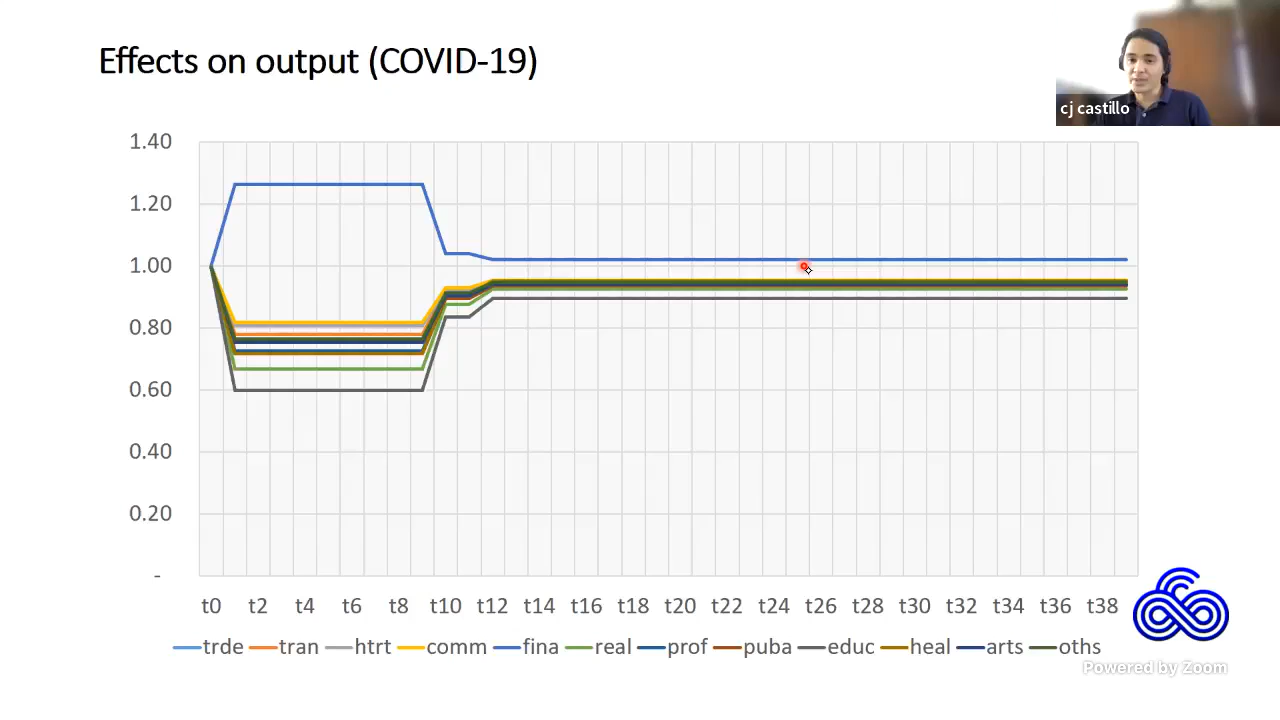 Effects on output (COVID-19)
cj castillo
1.40
1.20
1.00
0.80
0.60
0.40
0.20
-
t0 t2 t4 t6 t8 t10 t12 t14 t16 t18 t20 t22 t24 t26 t28 t30 t32 t34 t36 t38
trde tran htrt comm fina real prof puba educ heal arts oths
Powered by Zoom